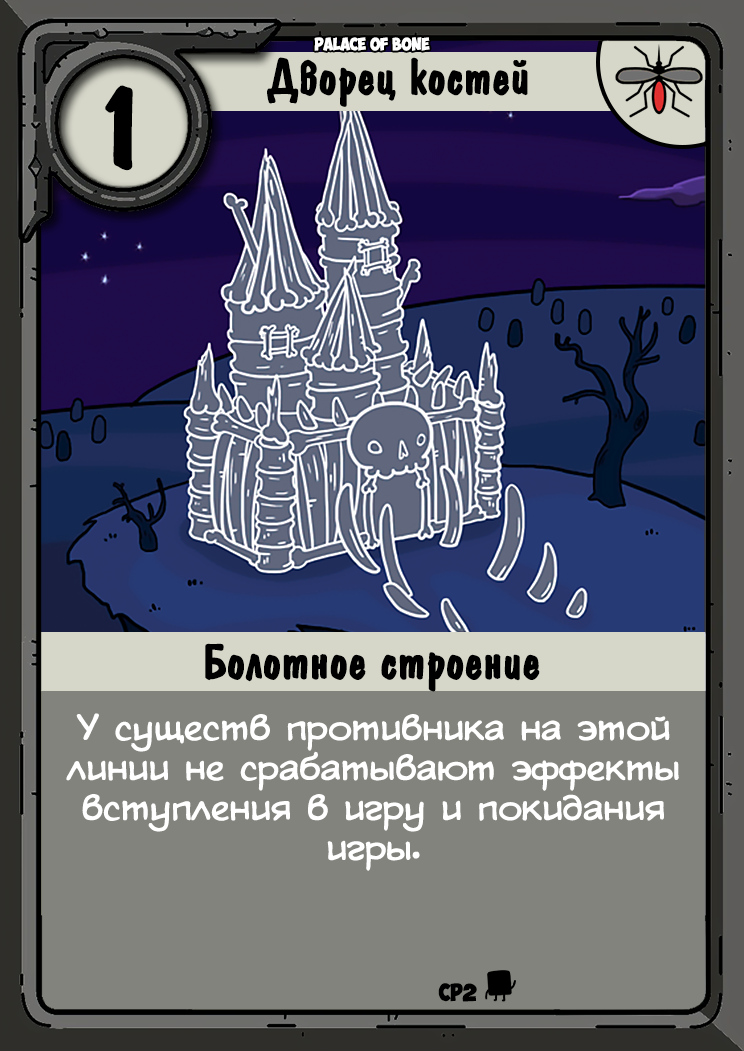 PALACE OF BONE
1
Дворец костей
Болотное строение
У существ противника на этой
линии не срабатывают эффекты
вступления в игру и покидания
игры.
CP2